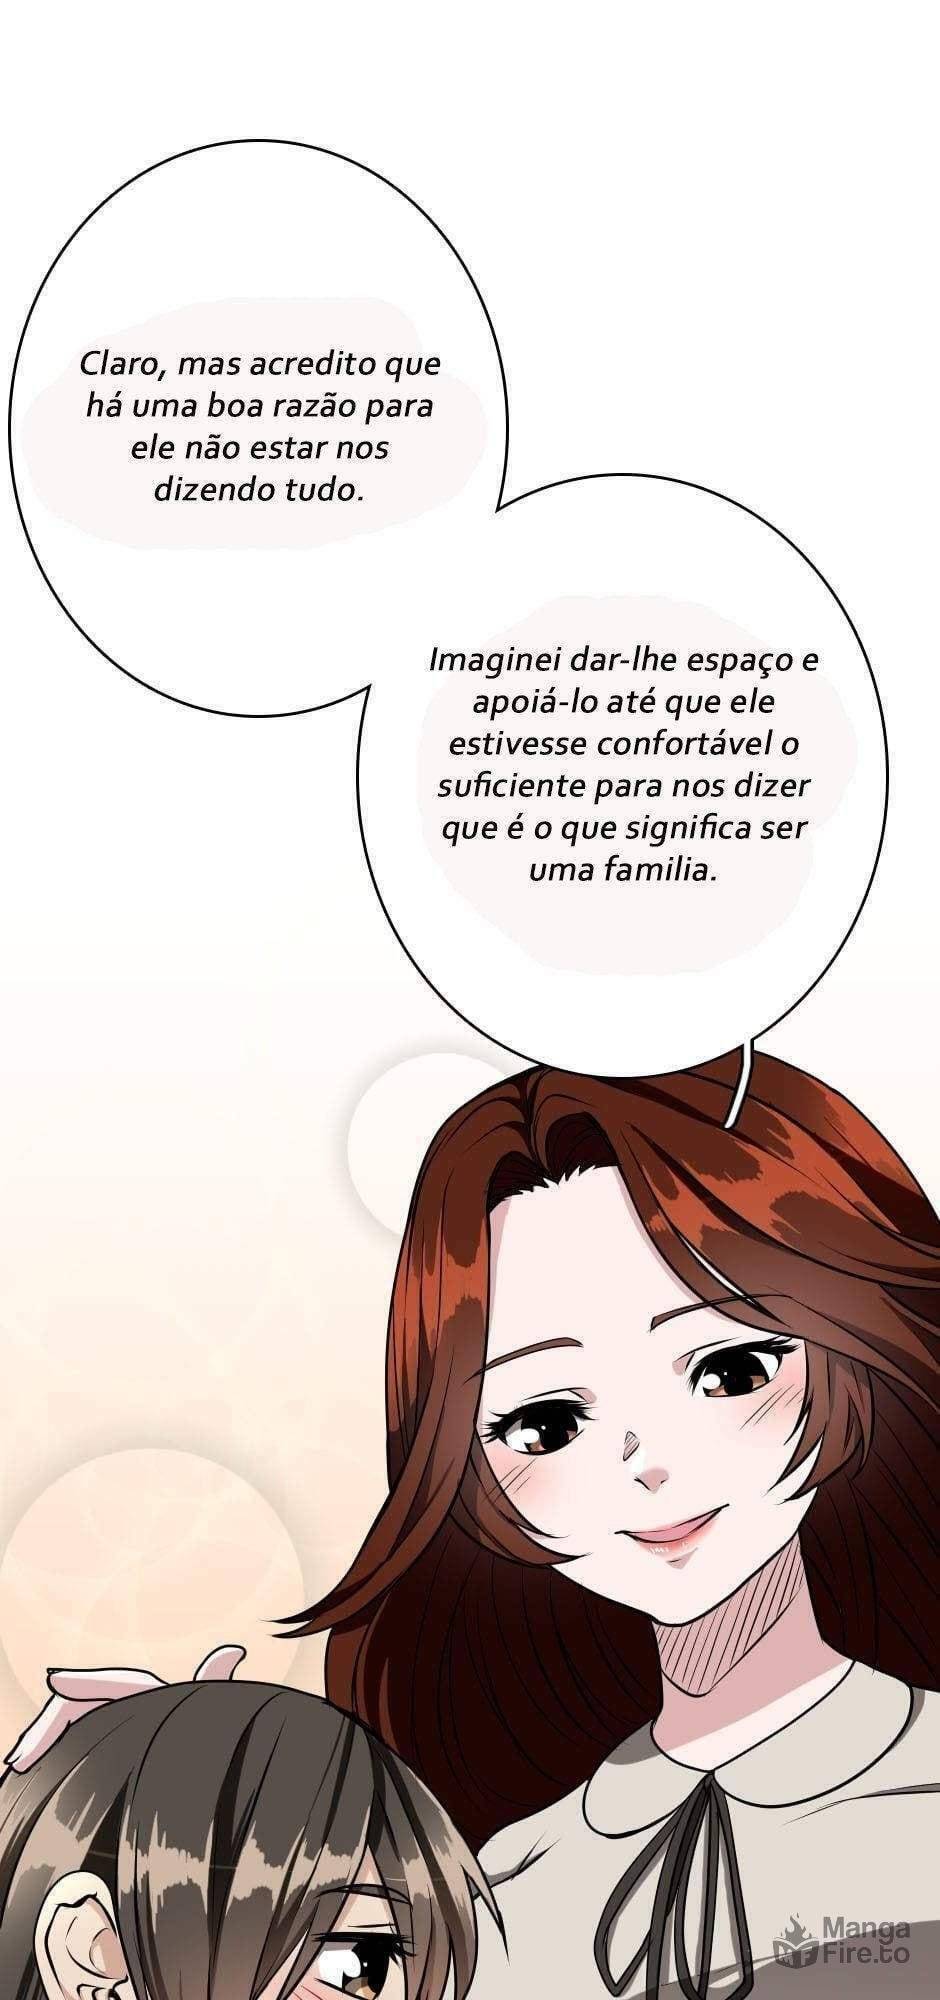 Claro, mas acredito que
há uma boa razão para
ele não estar nos
dizendo tudo.
Imaginei dar-lhe espaço e
apoiá-lo até que ele
estivesse confortável o
suficiente para nos dizer
que é o que significa ser
uma familia.
Manga
Fire.to